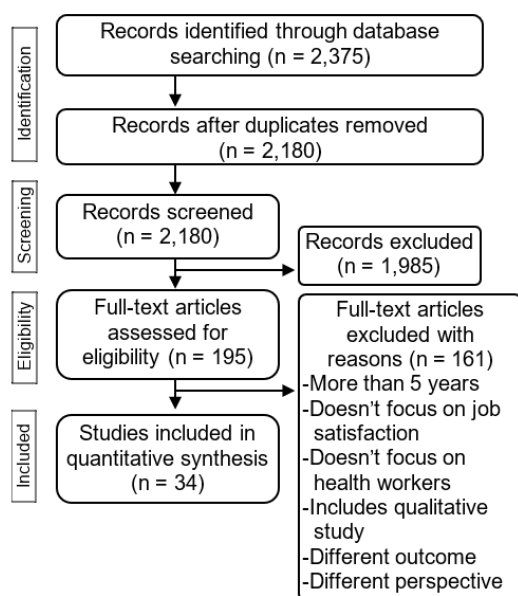 Identification
Records identified through database
searching (n = 2,375)
Records after duplicates removed
(n = 2,180)
Screening
Records screened
(n = 2,180)
Records excluded
(n = 1,985)
Eligibility
Full-text articles
assessed for
eligibility (n = 195)
Full-text articles
excluded with
reasons (n = 161)
-More than 5 years
-Doesn’t focus on job
satisfaction
-Doesn’t focus on
health workers
-Includes qualitative
study
-Different outcome
-Different perspective
Included
Studies included in
quantitative synthesis
(n = 34)